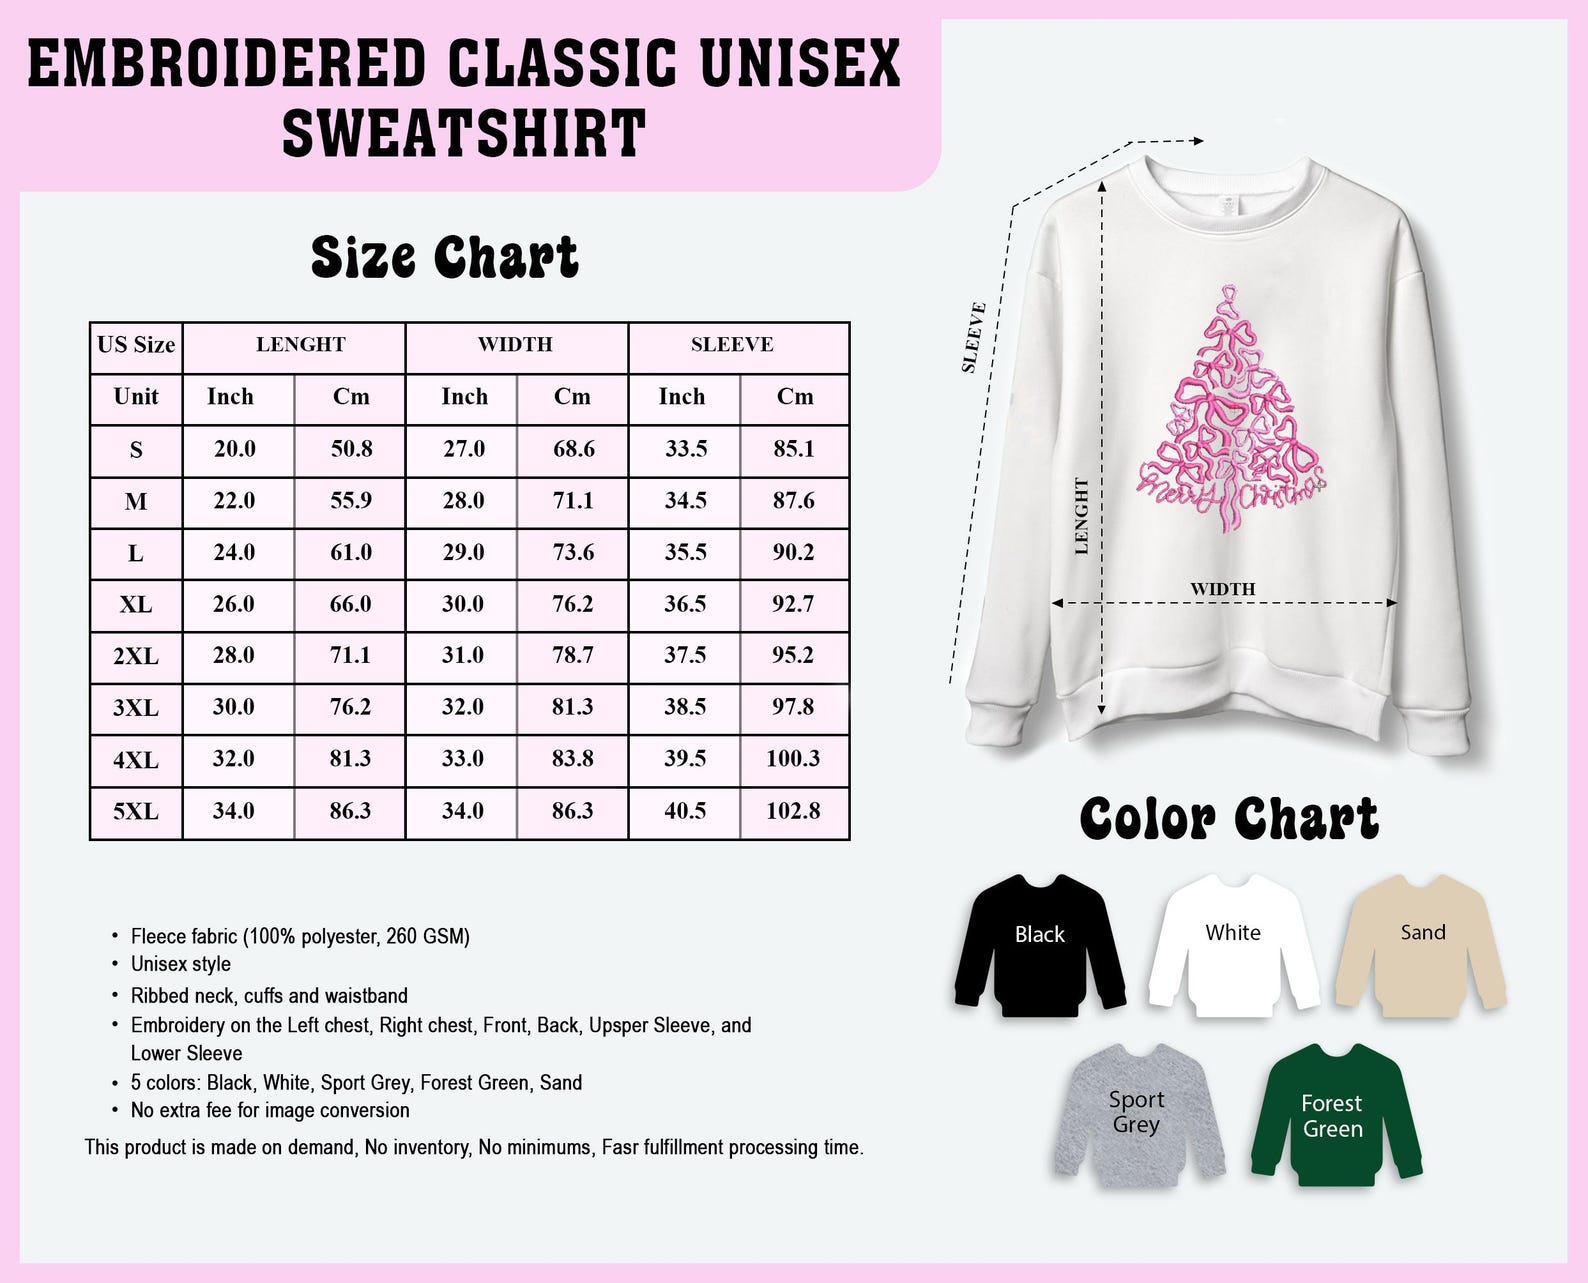 EMBROIDERED CLASSIC UNISEX
SWEATSHIRT
Size Chart
US Size LENGHT WIDTH SLEEVE
Unit Inch Cm Inch Cm Inch Cm
S 20.0 50.8 27.0 68.6 33.5 85.1
M 22.0 55.9 28.0 71.1 34.5 87.6
L 24.0 61.0 29.0 73.6 35.5 90.2
XL 26.0 66.0 30.0 76.2 36.5 92.7
2XL 28.0 71.1 31.0 78.7 37.5 95.2
3XL 30.0 76.2 32.0 81.3 38.5 97.8
4XL 32.0 81.3 33.0 83.8 39.5 100.3
5XL 34.0 86.3 34.0 86.3 40.5 102.8
• Fleece fabric (100% polyester, 260 GSM)
• Unisex style
• Ribbed neck, cuffs and waistband
• Embroidery on the Left chest, Right chest, Front, Back, Upsper Sleeve, and
Lower Sleeve
• 5 colors: Black, White, Sport Grey, Forest Green, Sand
• No extra fee for image conversion
This product is made on demand, No inventory, No minimums, Fasr fulfillment processing time.
SLEEVE
LENGHT
Merry Christmas
WIDTH
Color Chart
Black
White
Sand
Sport
Grey
Forest
Green